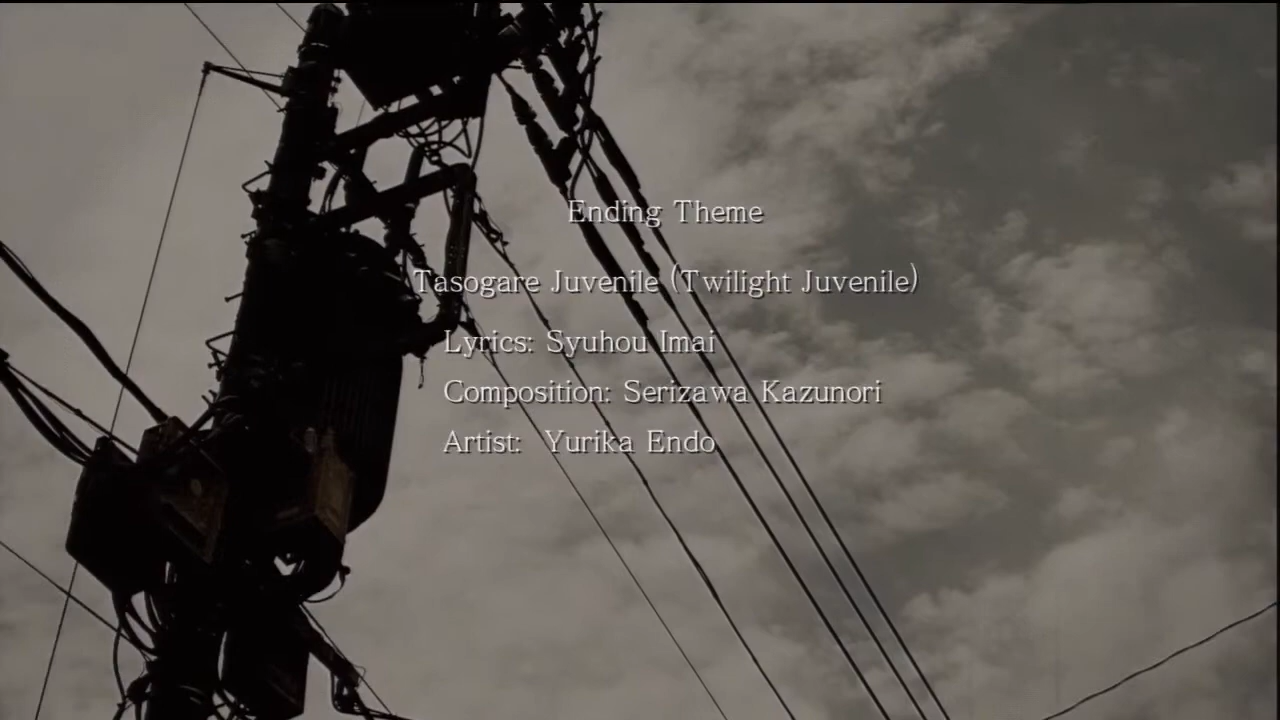 Ending Theme
Tasogare Juvenile (Twilight Juvenile)
Lyrics: Syuhou Imai
Composition: Serizawa Kazunori
Artist: Yurika Endo